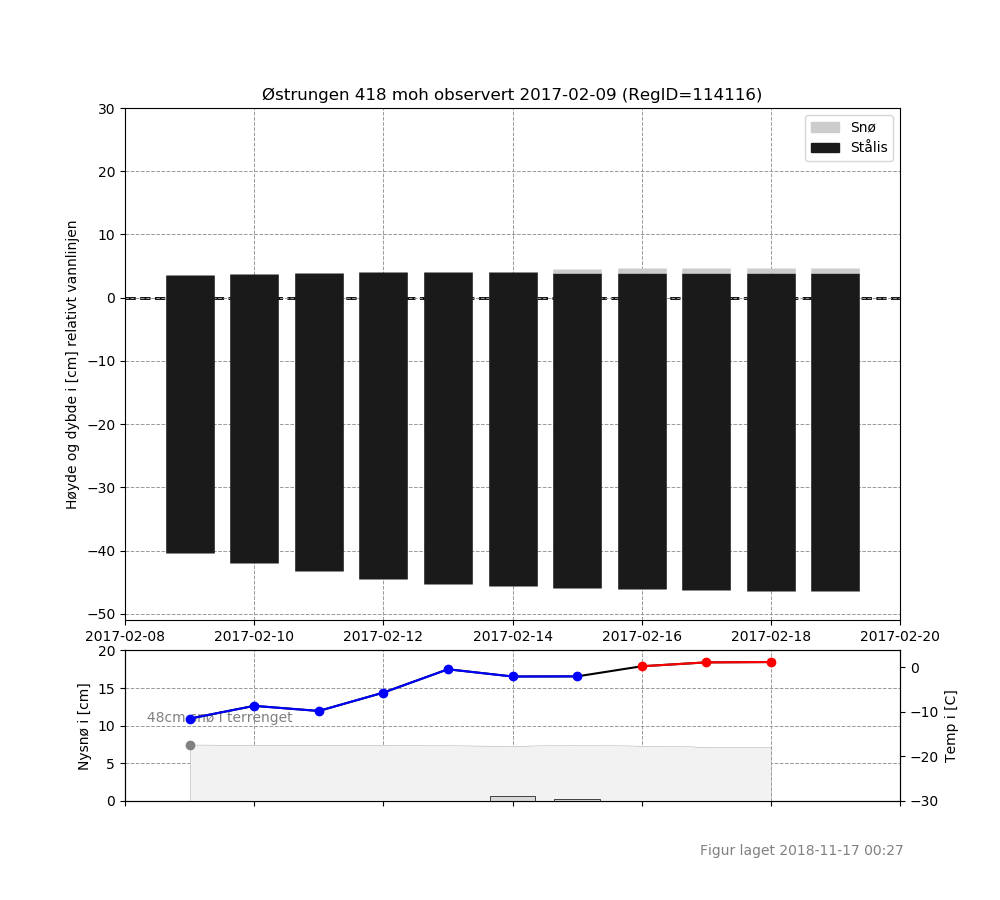 Østrungen 418 moh observert 2017-02-09 (RegID=114116)
Snø
Stålis
Høyde og dybde i [cm] relativt vannlinjen
30
20
10
0
−10
−20
−30
−40
−50
2017-02-08 2017-02-10 2017-02-12 2017-02-14 2017-02-16 2017-02-18 2017-02-20
Nysnø i [cm]
20
15
10
5
0
48cm snø i terrenget
0
−10
−20
−30
Temp i [C]
Figur laget 2018-11-17 00:27